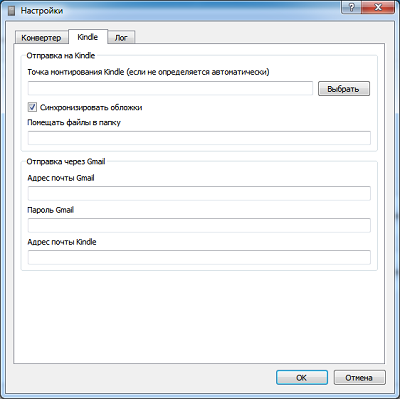 Настройки
Конвертер Kindle Лог
Отправка на Kindle
Точка монтирования Kindle (если не определяется автоматически)
Выбрать
Синхронизировать обложки
Помещать файлы в папку
Отправка через Gmail
Адрес почты Gmail
Пароль Gmail
Адрес почты Kindle
OK Отмена